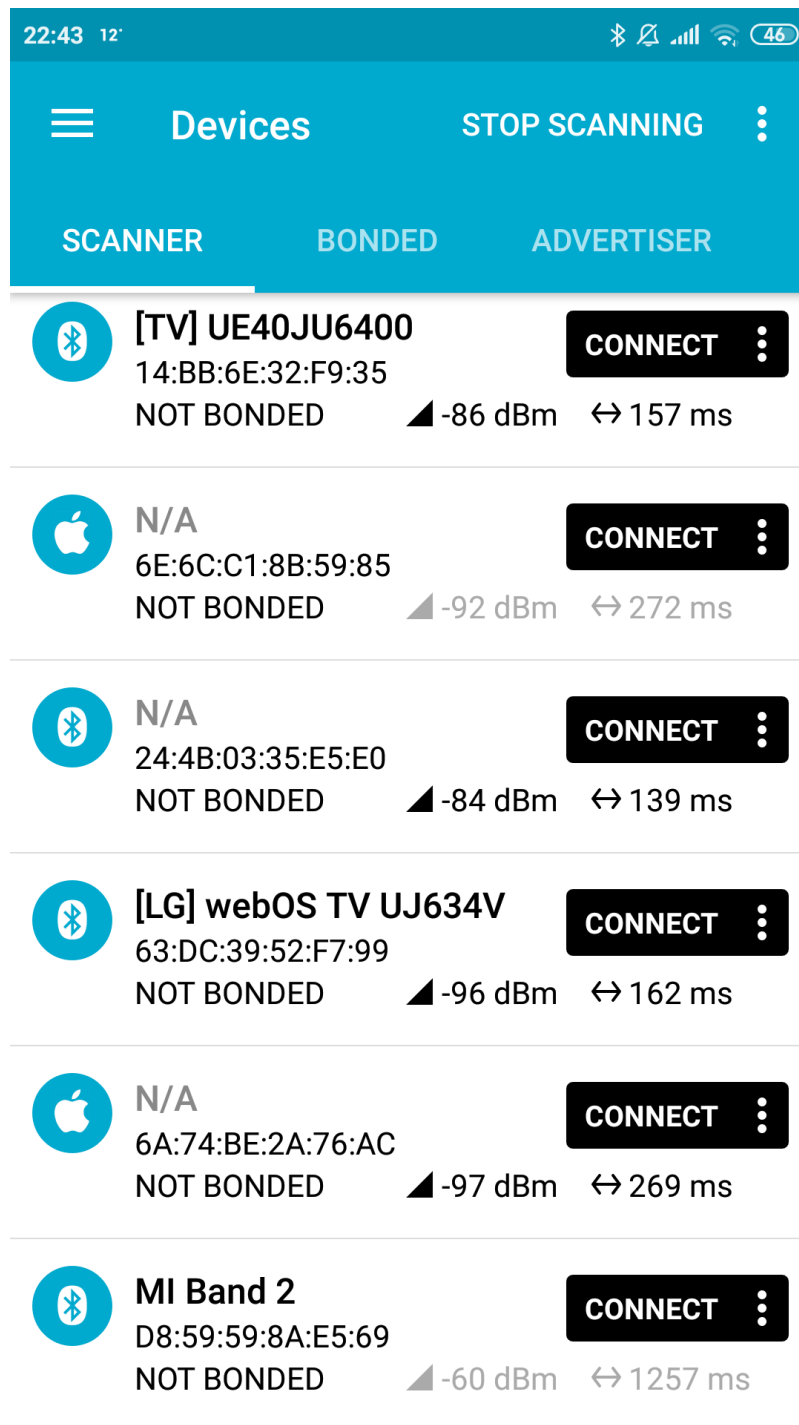 22:43 12° 46
Devices STOP SCANNING
SCANNER BONDED ADVERTISER
[TV] UE40JU6400 CONNECT
14:BB:6E:32:F9:35
NOT BONDED -86 dBm 157 ms
N/A CONNECT
6E:6C:C1:8B:59:85
NOT BONDED -92 dBm 272 ms
N/A CONNECT
24:4B:03:35:E5:E0
NOT BONDED -84 dBm 139 ms
[LG] webOS TV UJ634V CONNECT
63:DC:39:52:F7:99
NOT BONDED -96 dBm 162 ms
N/A CONNECT
6A:74:BE:2A:76:AC
NOT BONDED -97 dBm 269 ms
MI Band 2 CONNECT
D8:59:59:8A:E5:69
NOT BONDED -60 dBm 1257 ms